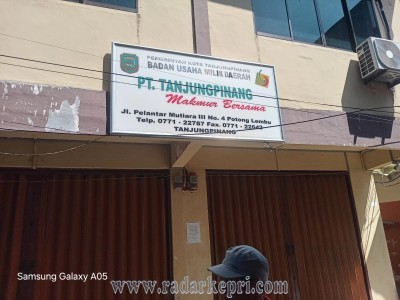 PEMERINTAH KOTA TANJUNGPINANG
BADAN USAHA MILIK DAERAH
PT. TANJUNGPINANG
Makmur Bersama
Jl. Pelantar Mutiara III No. 4 Potong Lembu
Telp. 0771 - 22787 Fax. 0771 - 22642
TANJUNGPINANG
SAMSUNG GALAXY A05
www.radarkepri.com